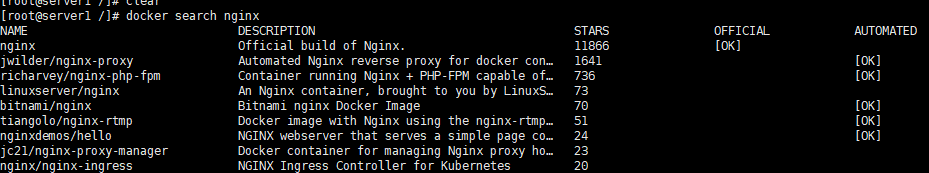 [root@server1 /]# clear
[root@server1 /]# docker search nginx
NAME DESCRIPTION STARS OFFICIAL AUTOMATED
nginx Official build of Nginx. 11866 [OK]
jwilder/nginx-proxy Automated Nginx reverse proxy for docker con… 1641 [OK]
richarvey/nginx-php-fpm Container running Nginx + PHP-FPM capable of… 736 [OK]
linuxserver/nginx An Nginx container, brought to you by LinuxS… 73
bitnami/nginx Bitnami nginx Docker Image 70 [OK]
tiangolo/nginx-rtmp Docker image with Nginx using the nginx-rtmp… 51 [OK]
nginxdemos/hello NGINX webserver that serves a simple page co… 24 [OK]
jc21/nginx-proxy-manager Docker container for managing Nginx proxy ho… 23
nginx/nginx-ingress NGINX Ingress Controller for Kubernetes 20